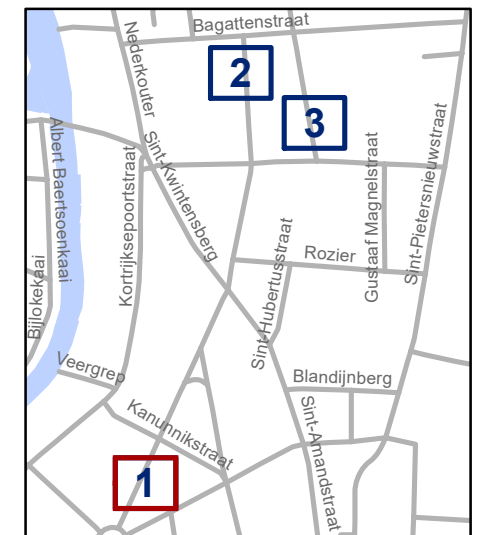 Bagattenstraat
Nederkouter
2
3
Albert Baertsoenkaai
Sint-Kwintensberg
Kortrijksepoortstraat
Gustaaf Magnelstraat
Sint-Pietersnieuwstraat
Sint-Hubertusstraat
Rozier
Bijlokekaai
Veergrep
Blandijnberg
Kanunnikstraat
Sint-Amandstraat
1